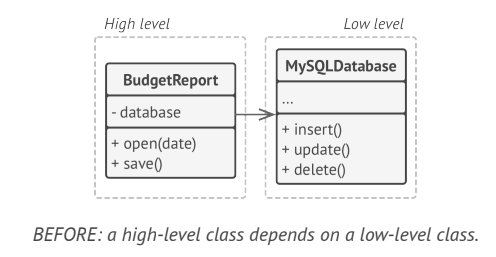 High level
Low level
BudgetReport
- database
+ open(date)
+ save()
MySQLDatabase
...
+ insert()
+ update()
+ delete()
BEFORE: a high-level class depends on a low-level class.